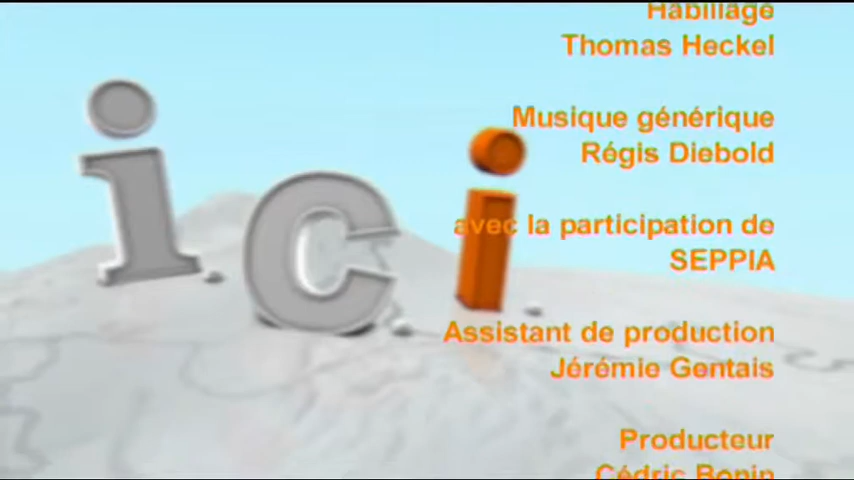 ici
Habillage
Thomas Heckel
Musique générique
Régis Diebold
avec la participation de
SEPPIA
Assistant de production
Jérémie Gentais
Producteur
Cédric Bonin